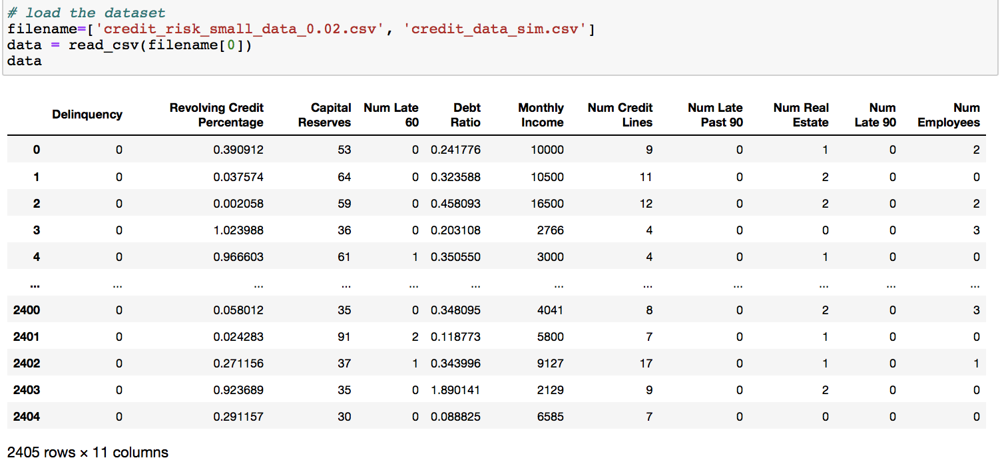 # load the dataset
filename=['credit_risk_small_data_0.02.csv', 'credit_data_sim.csv']
data = read_csv(filename[0])
data
Delinquency Revolving Credit Percentage Capital Reserves Num Late 60 Debt Ratio Monthly Income Num Credit Lines Num Late Past 90 Num Real Estate Num Late 90 Num Employees
0 0 0.390912 53 0 0.241776 10000 9 0 1 0 2
1 0 0.037574 64 0 0.323588 10500 11 0 2 0 0
2 0 0.002058 59 0 0.458093 16500 12 0 2 0 2
3 0 1.023988 36 0 0.203108 2766 4 0 0 0 3
4 0 0.966603 61 1 0.350550 3000 4 0 1 0 0
... ... ... ... ... ... ... ... ... ... ... ...
2400 0 0.058012 35 0 0.348095 4041 8 0 2 0 3
2401 0 0.024283 91 2 0.118773 5800 7 0 1 0 0
2402 0 0.271156 37 1 0.343996 9127 17 0 1 0 1
2403 0 0.923689 35 0 1.890141 2129 9 0 2 0 0
2404 0 0.291157 30 0 0.088825 6585 7 0 0 0 0
2405 rows × 11 columns